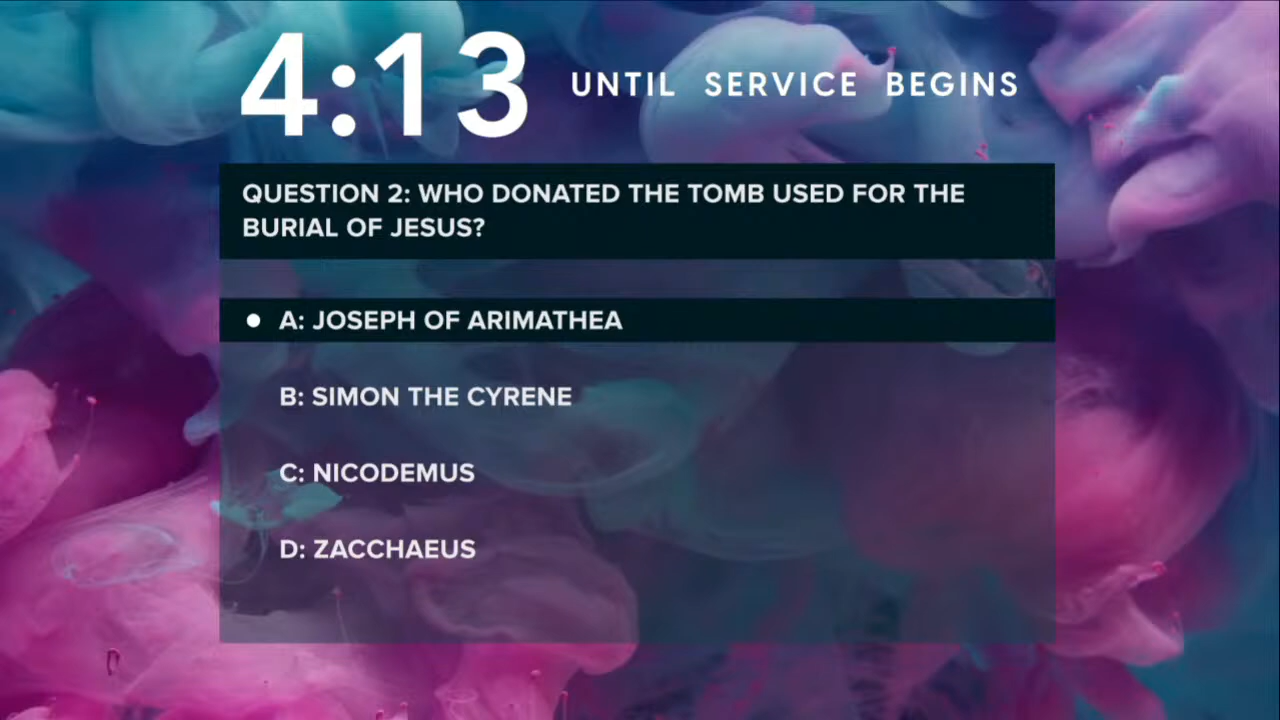 4:13 UNTIL SERVICE BEGINS
QUESTION 2: WHO DONATED THE TOMB USED FOR THE
BURIAL OF JESUS?
A: JOSEPH OF ARIMATHEA
B: SIMON THE CYRENE
C: NICODEMUS
D: ZACCHAEUS